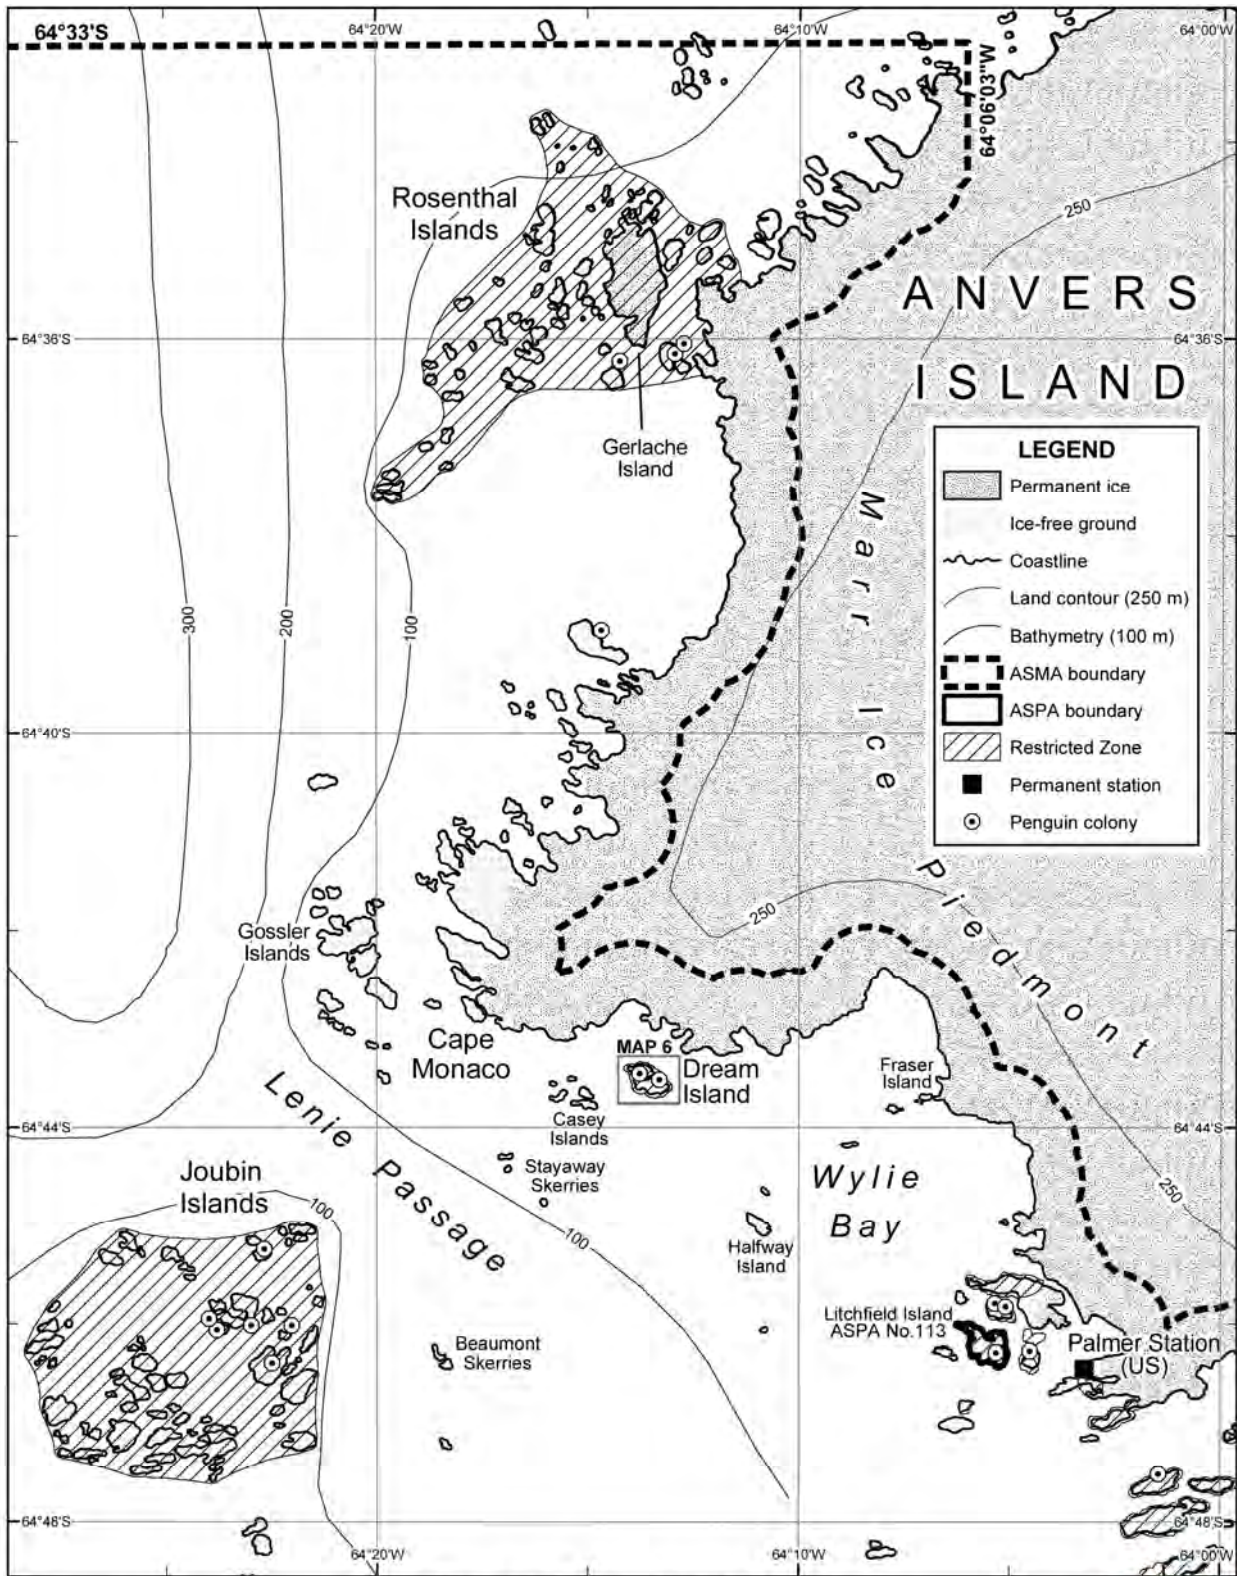 64°33'S
64°20'W
64°10'W
64°00'W
64°06'03"W
Rosenthal
Islands
250
ANVERS
64°36'S
64°36'S
ISLAND
Gerlache
Island
LEGEND
Permanent ice
Ice-free ground
Coastline
Land contour (250 m)
Bathymetry (100 m)
ASMA boundary
ASPA boundary
Restricted Zone
Permanent station
Penguin colony
Marr Ice Piedmont
300
200
100
64°40'S
64°40'S
250
Gossler
Islands
Cape
Monaco
MAP 6
Dream
Island
Fraser
Island
Lenie Passage
Casey
Islands
64°44'S
64°44'S
Stayaway
Skerries
Joubin
Islands
Wylie
Bay
250
100
100
Halfway
Island
Litchfield Island
ASPA No.113
Palmer Station
(US)
Beaumont
Skerries
64°48'S
64°48'S
64°20'W
64°10'W
64°00'W